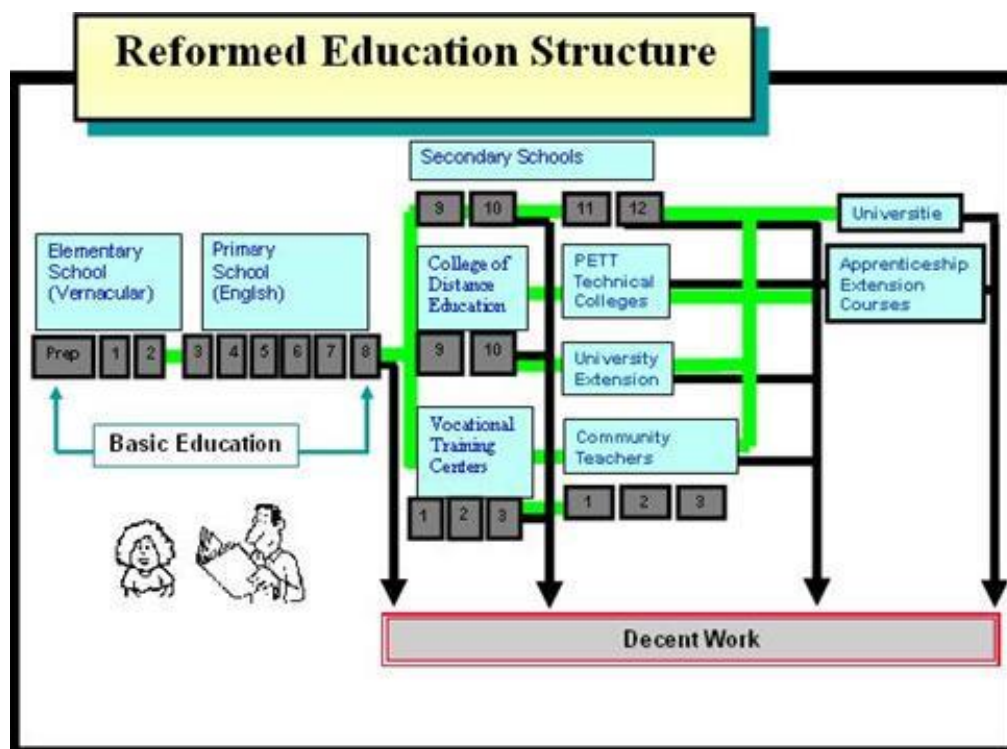 Reformed Education Structure
Secondary Schools
9 10 11 12
Universitie
Elementary
School
(Vernacular)
Primary
School
(English)
College of
Distance
Education
PETT
Technical
Colleges
Apprenticeship
Extension
Courses
Prep 1 2 3 4 5 6 7 8
9 10
University
Extension
Basic Education
Vocational
Training
Centers
Community
Teachers
1 2 3
1 2 3
Decent Work